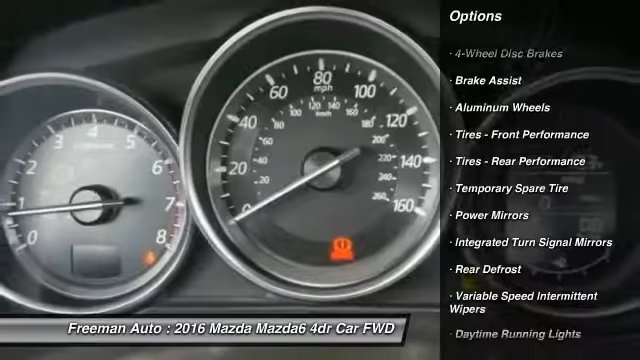 Options
· 4-Wheel Disc Brakes
· Brake Assist
· Aluminum Wheels
· Tires - Front Performance
· Tires - Rear Performance
· Temporary Spare Tire
· Power Mirrors
· Integrated Turn Signal Mirrors
· Rear Defrost
· Variable Speed Intermittent
Wipers
· Daytime Running Lights
0 1 2 3 4 5 6 7 8
0 20 40 60 80 100 120 140 160
mph
20 40 60 80 100 120 140 160 180 200 220 240 260
km/h
Freeman Auto : 2016 Mazda Mazda6 4dr Car FWD